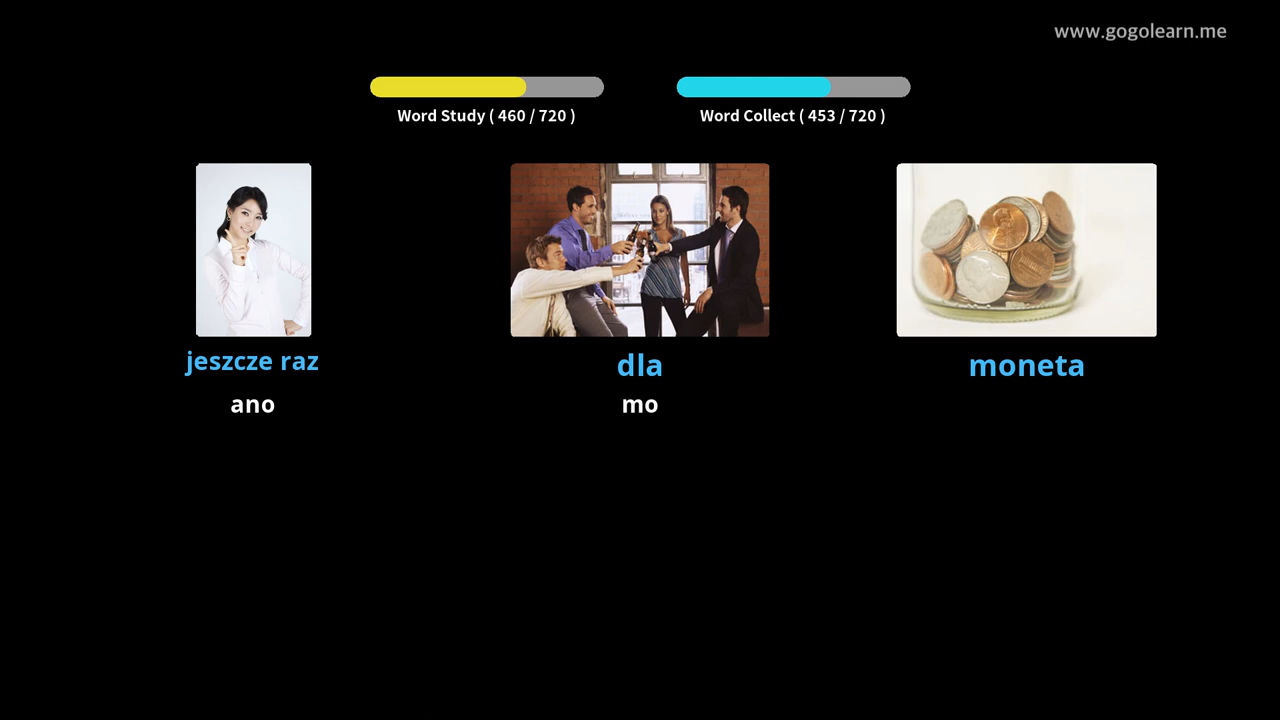 www.gogolearn.me
Word Study ( 460 / 720 )
Word Collect ( 453 / 720 )
jeszcze raz
dla
moneta
ano
mo